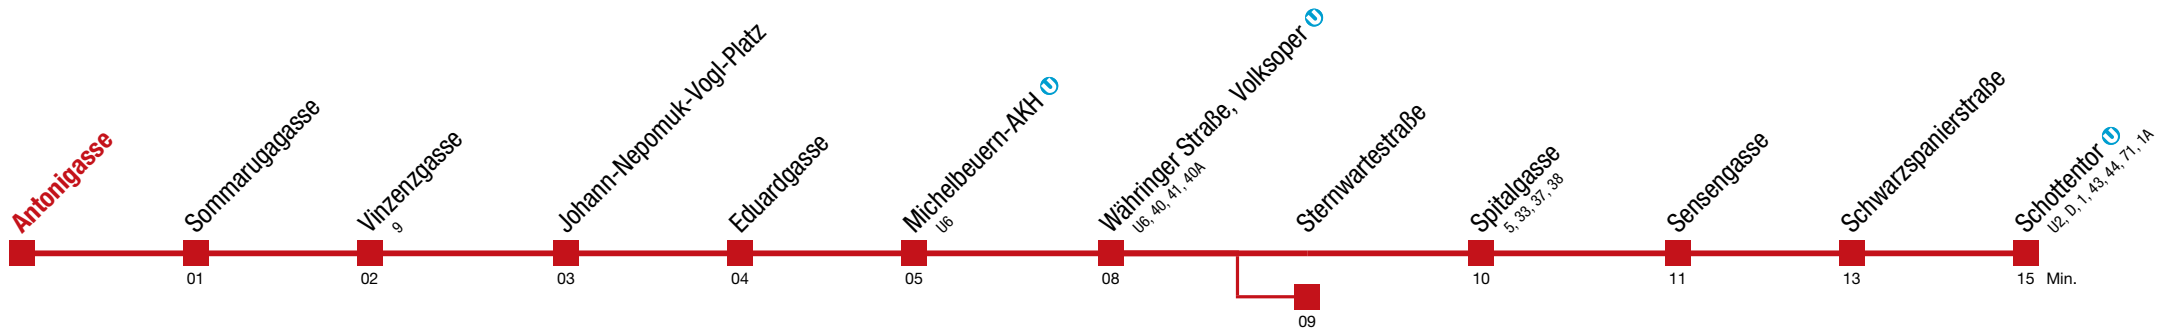 Antonigasse
Sommarugagasse
01
Vinzenzgasse
9
02
Johann-Nepomuk-Vogl-Platz
03
Eduardgasse
04
Michelbeuern-AKH U
U6
05
Währinger Straße, Volksoper U
U6, 40, 41, 40A
08
Sternwartestraße
09
Spitalgasse
5, 33, 37, 38
10
Sensengasse
11
Schwarzspanierstraße
13
Schottentor U
U2, D, 1, 43, 44, 71, 1A
15 Min.